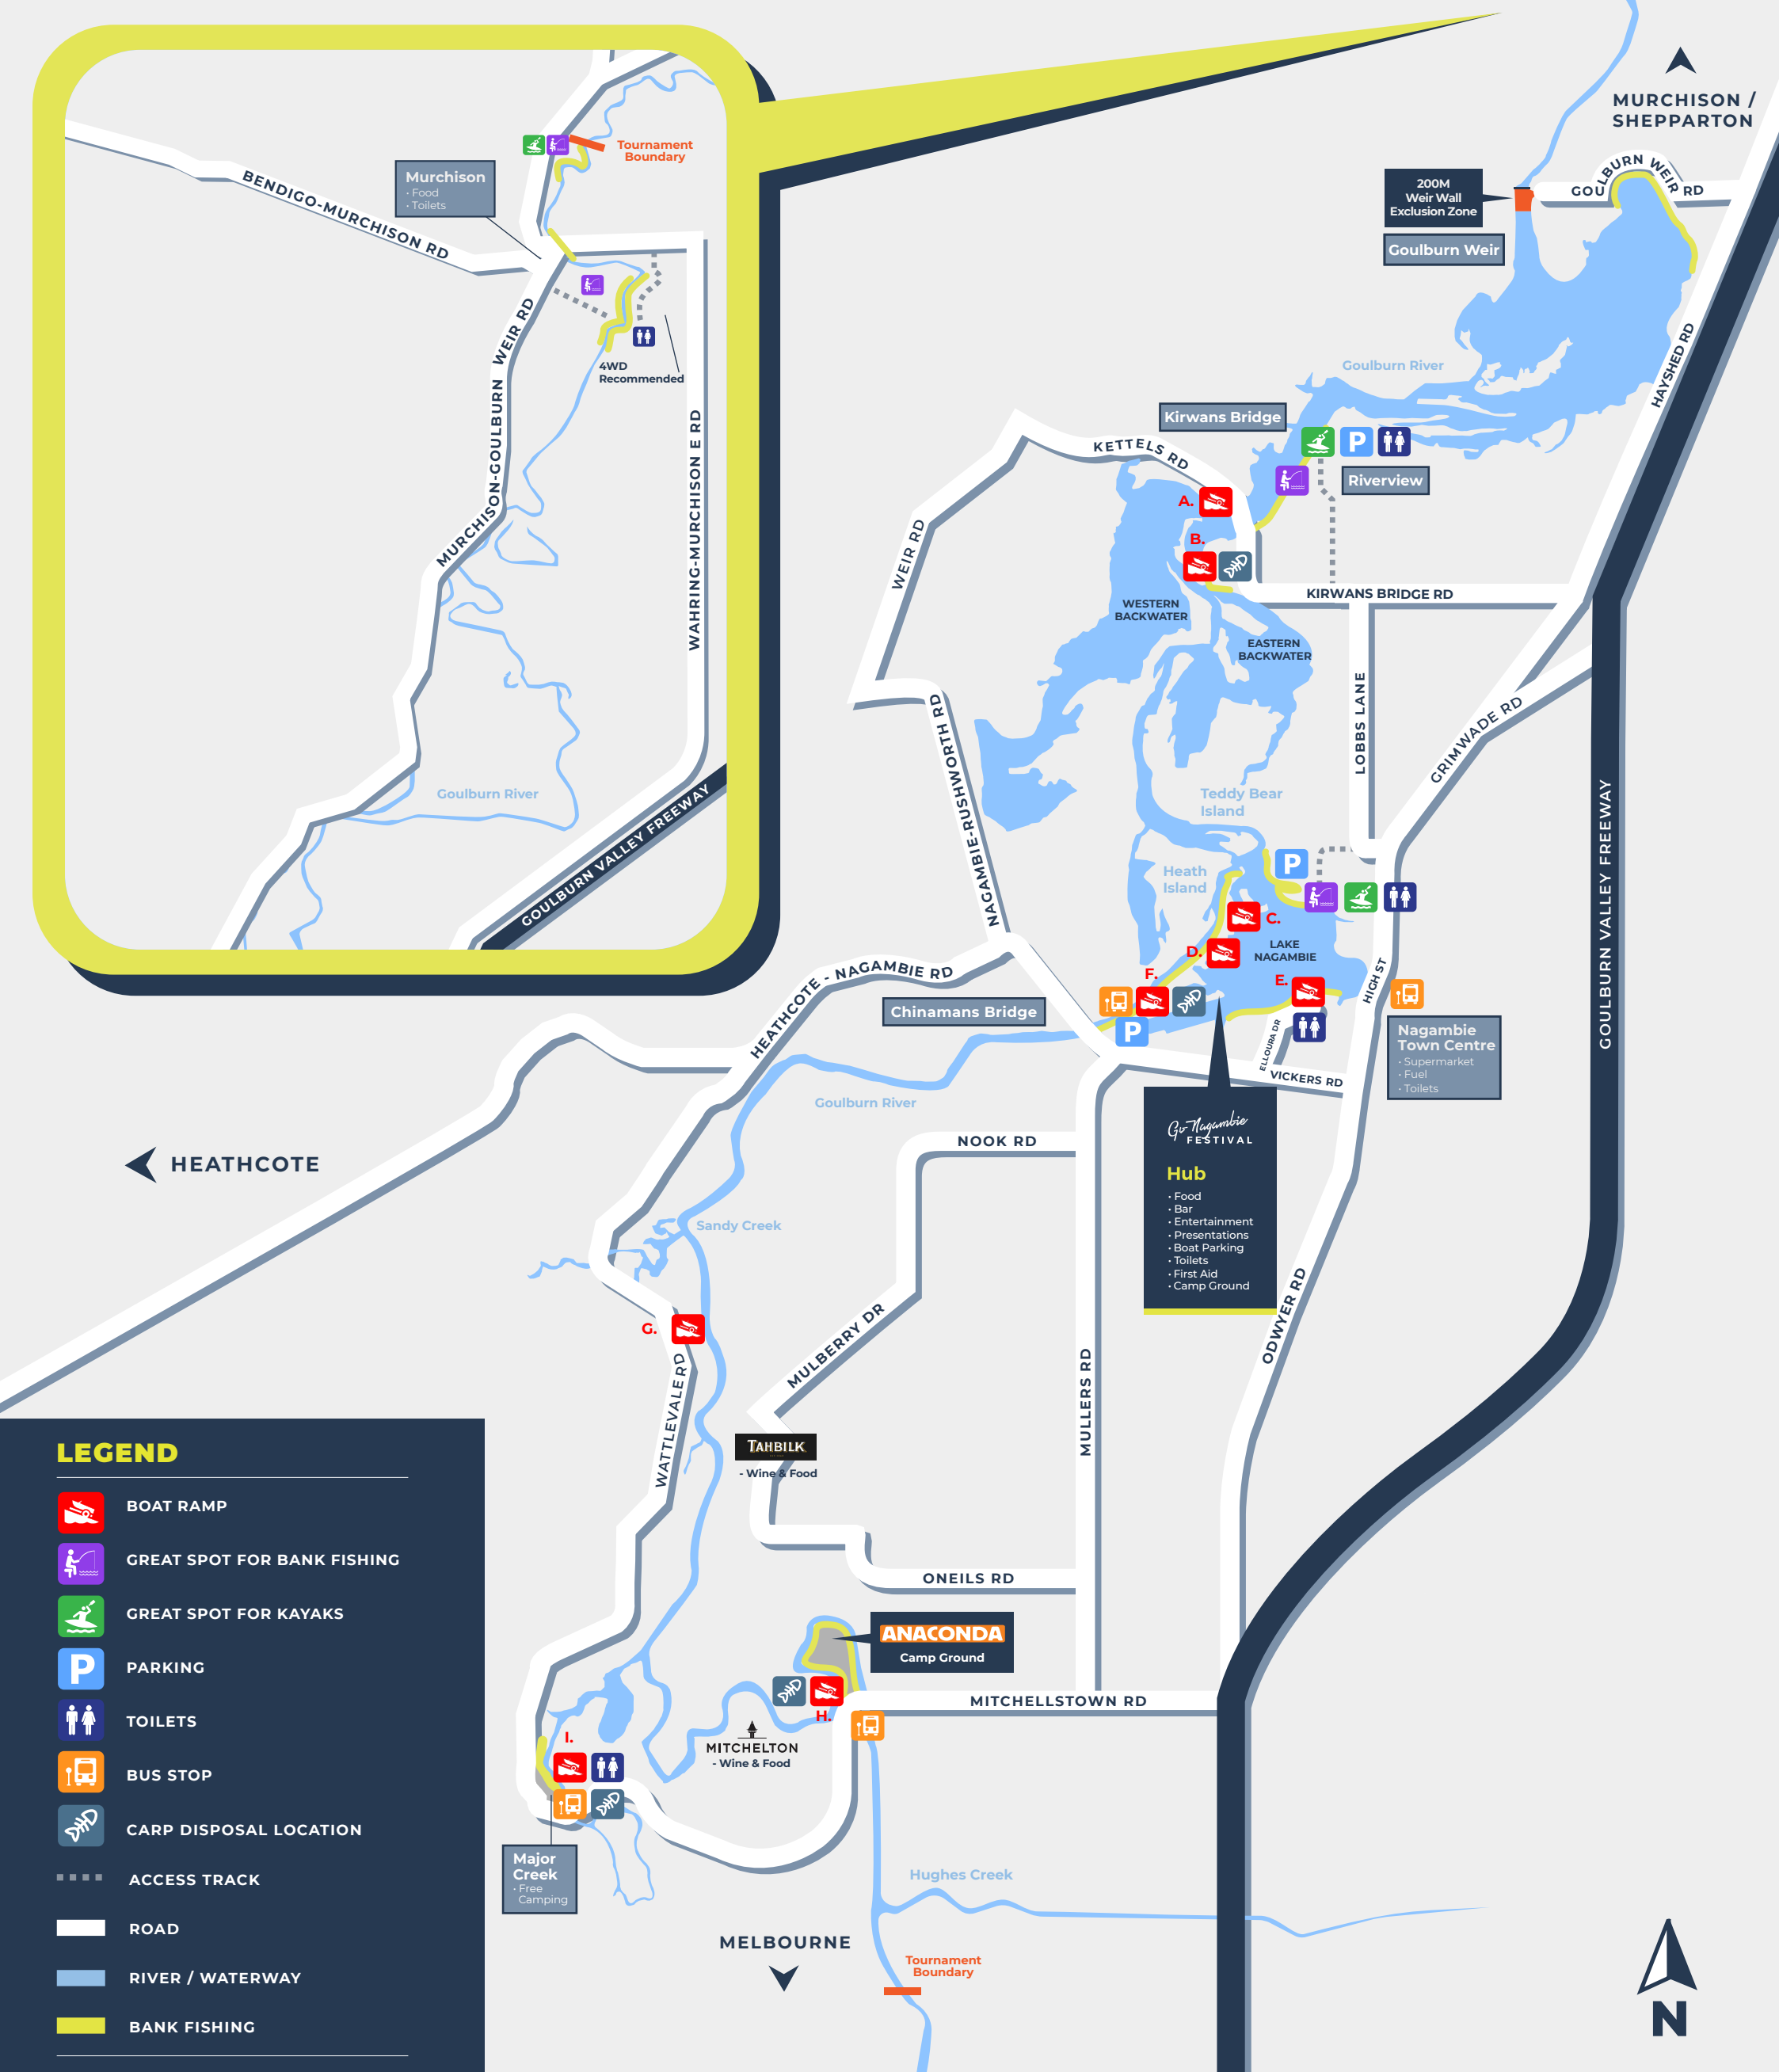 BENDIGO-MURCHISON RD
Murchison
• Food
• Toilets
Tournament
Boundary
WEIR RD
MURCHISON-GOULBURN
4WD
Recommended
WAHRING-MURCHISON E RD
Goulburn River
GOULBURN VALLEY FREEWAY
MURCHISON /
SHEPPARTON
200M
Weir Wall
Exclusion Zone
GOULBURN WEIR RD
Goulburn Weir
HAYSHED RD
Goulburn River
Kirwans Bridge
P
Riverview
KETTELS RD
A.
B.
WEIR RD
WESTERN
BACKWATER
EASTERN
BACKWATER
KIRWANS BRIDGE RD
LOBBS LANE
GRIMWADE RD
GOULBURN VALLEY FREEWAY
NAGAMBIE-RUSHWORTH RD
Teddy Bear
Island
Heath
Island
P
C.
D.
LAKE
NAGAMBIE
E.
F.
P
HIGH ST
HEATHCOTE - NAGAMBIE RD
Chinamans Bridge
ELLOURA DR
VICKERS RD
Nagambie
Town Centre
• Supermarket
• Fuel
• Toilets
Goulburn River
Go Nagambie
FESTIVAL
Hub
• Food
• Bar
• Entertainment
• Presentations
• Boat Parking
• Toilets
• First Aid
• Camp Ground
HEATHCOTE
NOOK RD
Sandy Creek
G.
MULBERRY DR
MULLERS RD
ODWYER RD
WATTLEVALE RD
TAHBILK
- Wine & Food
ONEILS RD
ANACONDA
Camp Ground
MITCHELLSTOWN RD
H.
MITCHELTON
- Wine & Food
I.
Major
Creek
• Free
Camping
Hughes Creek
MELBOURNE
Tournament
Boundary
N
LEGEND
BOAT RAMP
GREAT SPOT FOR BANK FISHING
GREAT SPOT FOR KAYAKS
P
PARKING
TOILETS
BUS STOP
CARP DISPOSAL LOCATION
ACCESS TRACK
ROAD
RIVER / WATERWAY
BANK FISHING